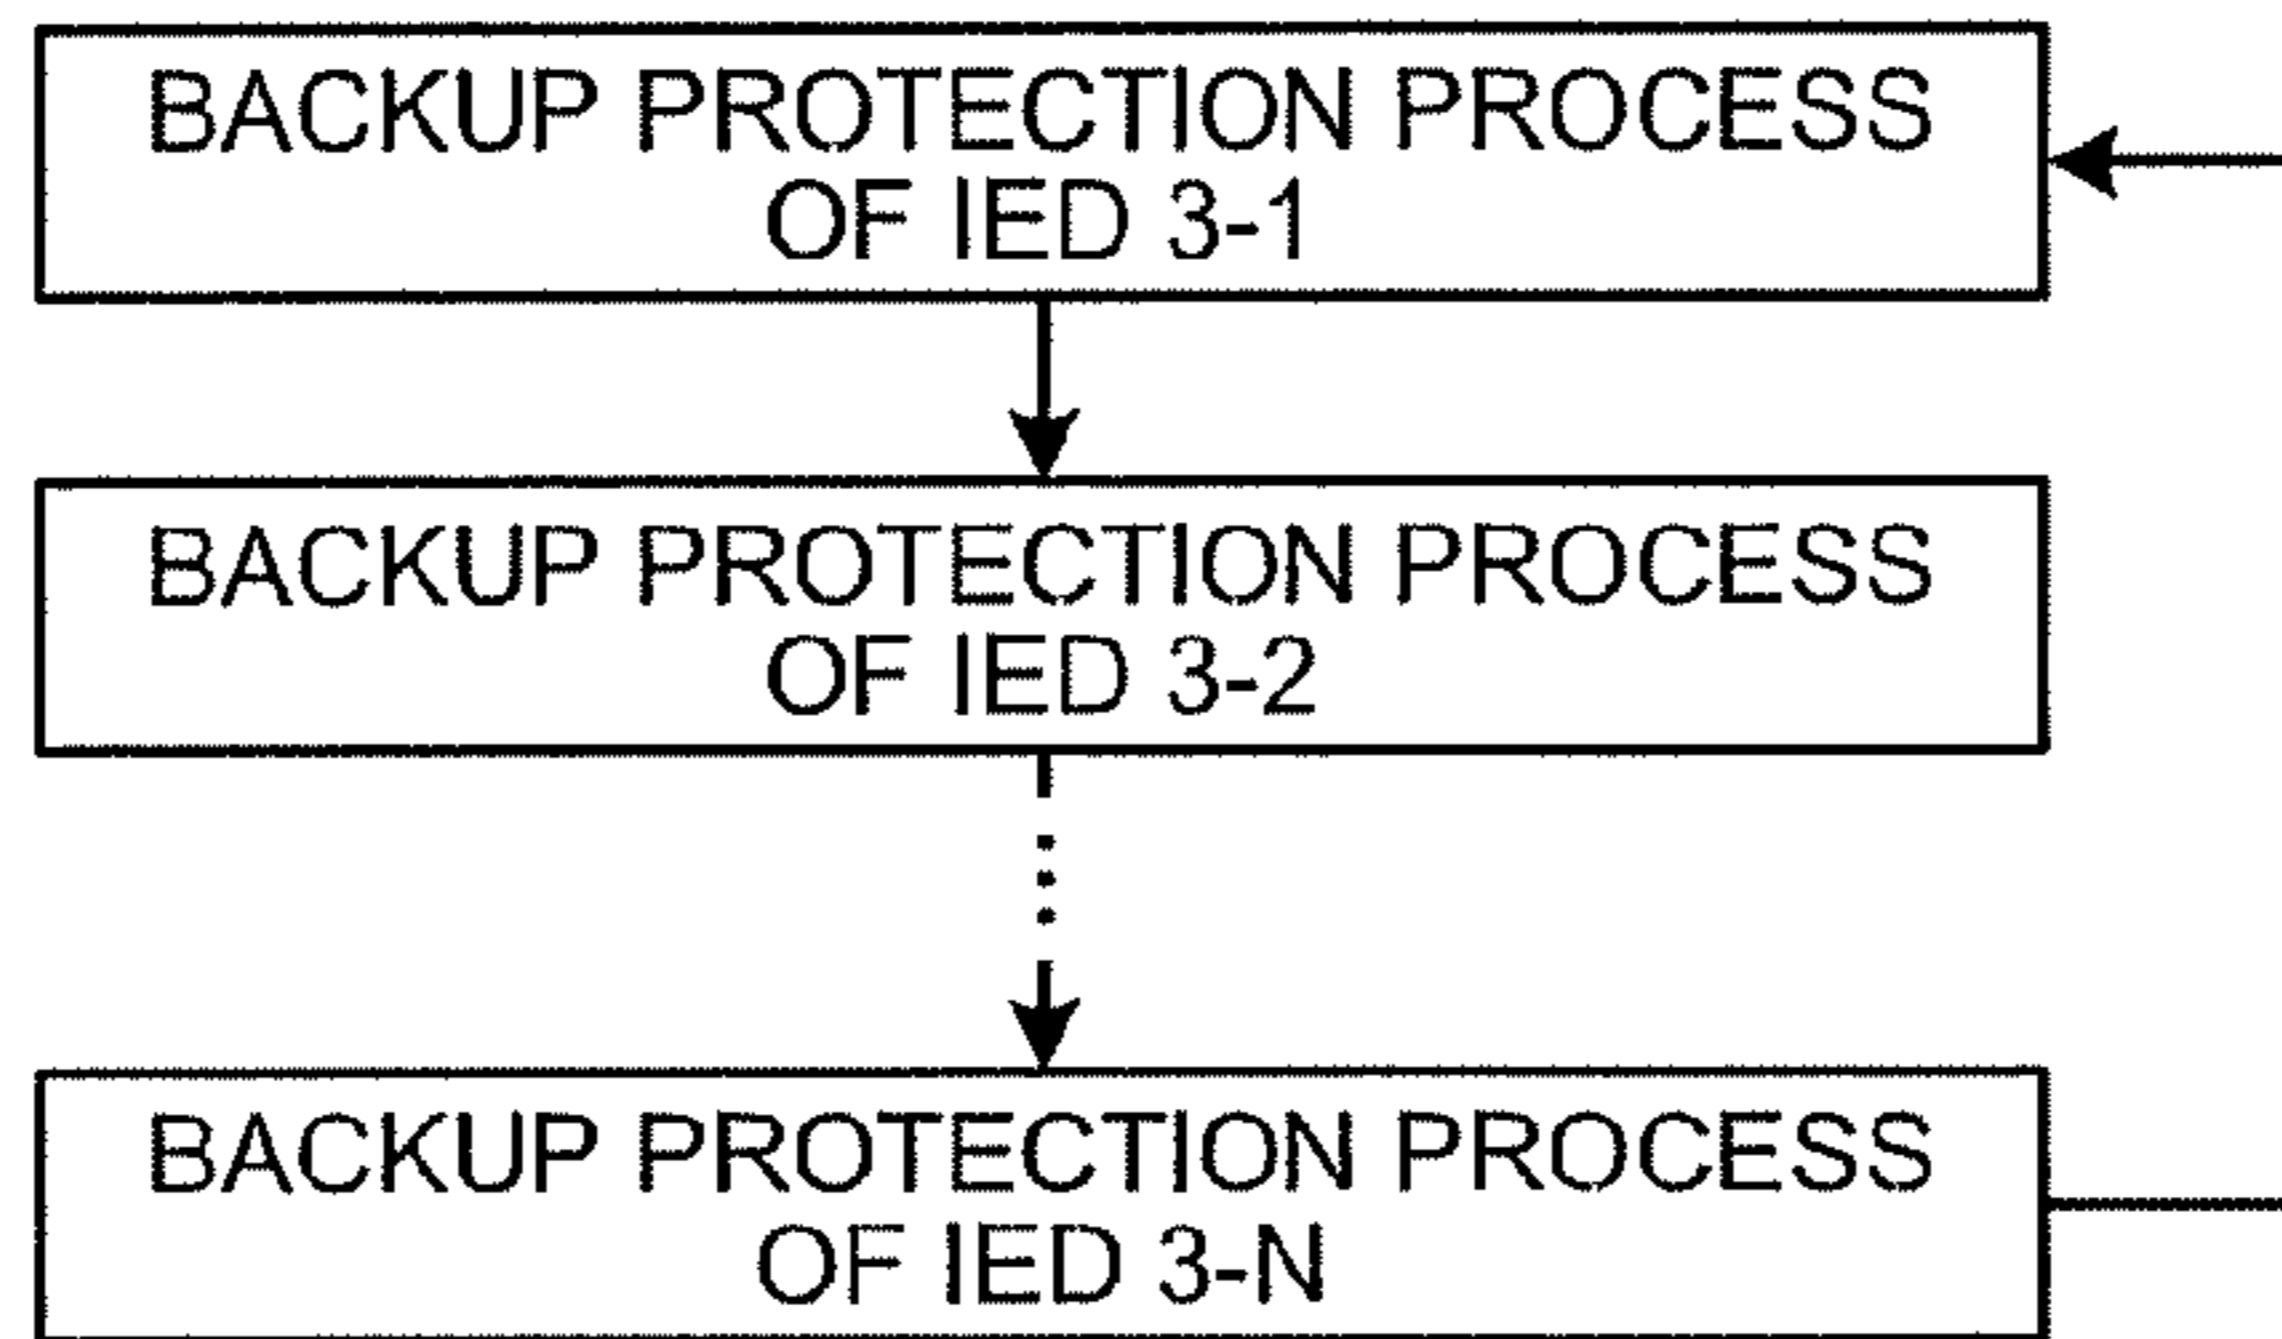 BACKUP PROTECTION PROCESS
OF IED 3-1
BACKUP PROTECTION PROCESS
OF IED 3-2
BACKUP PROTECTION PROCESS
OF IED 3-N